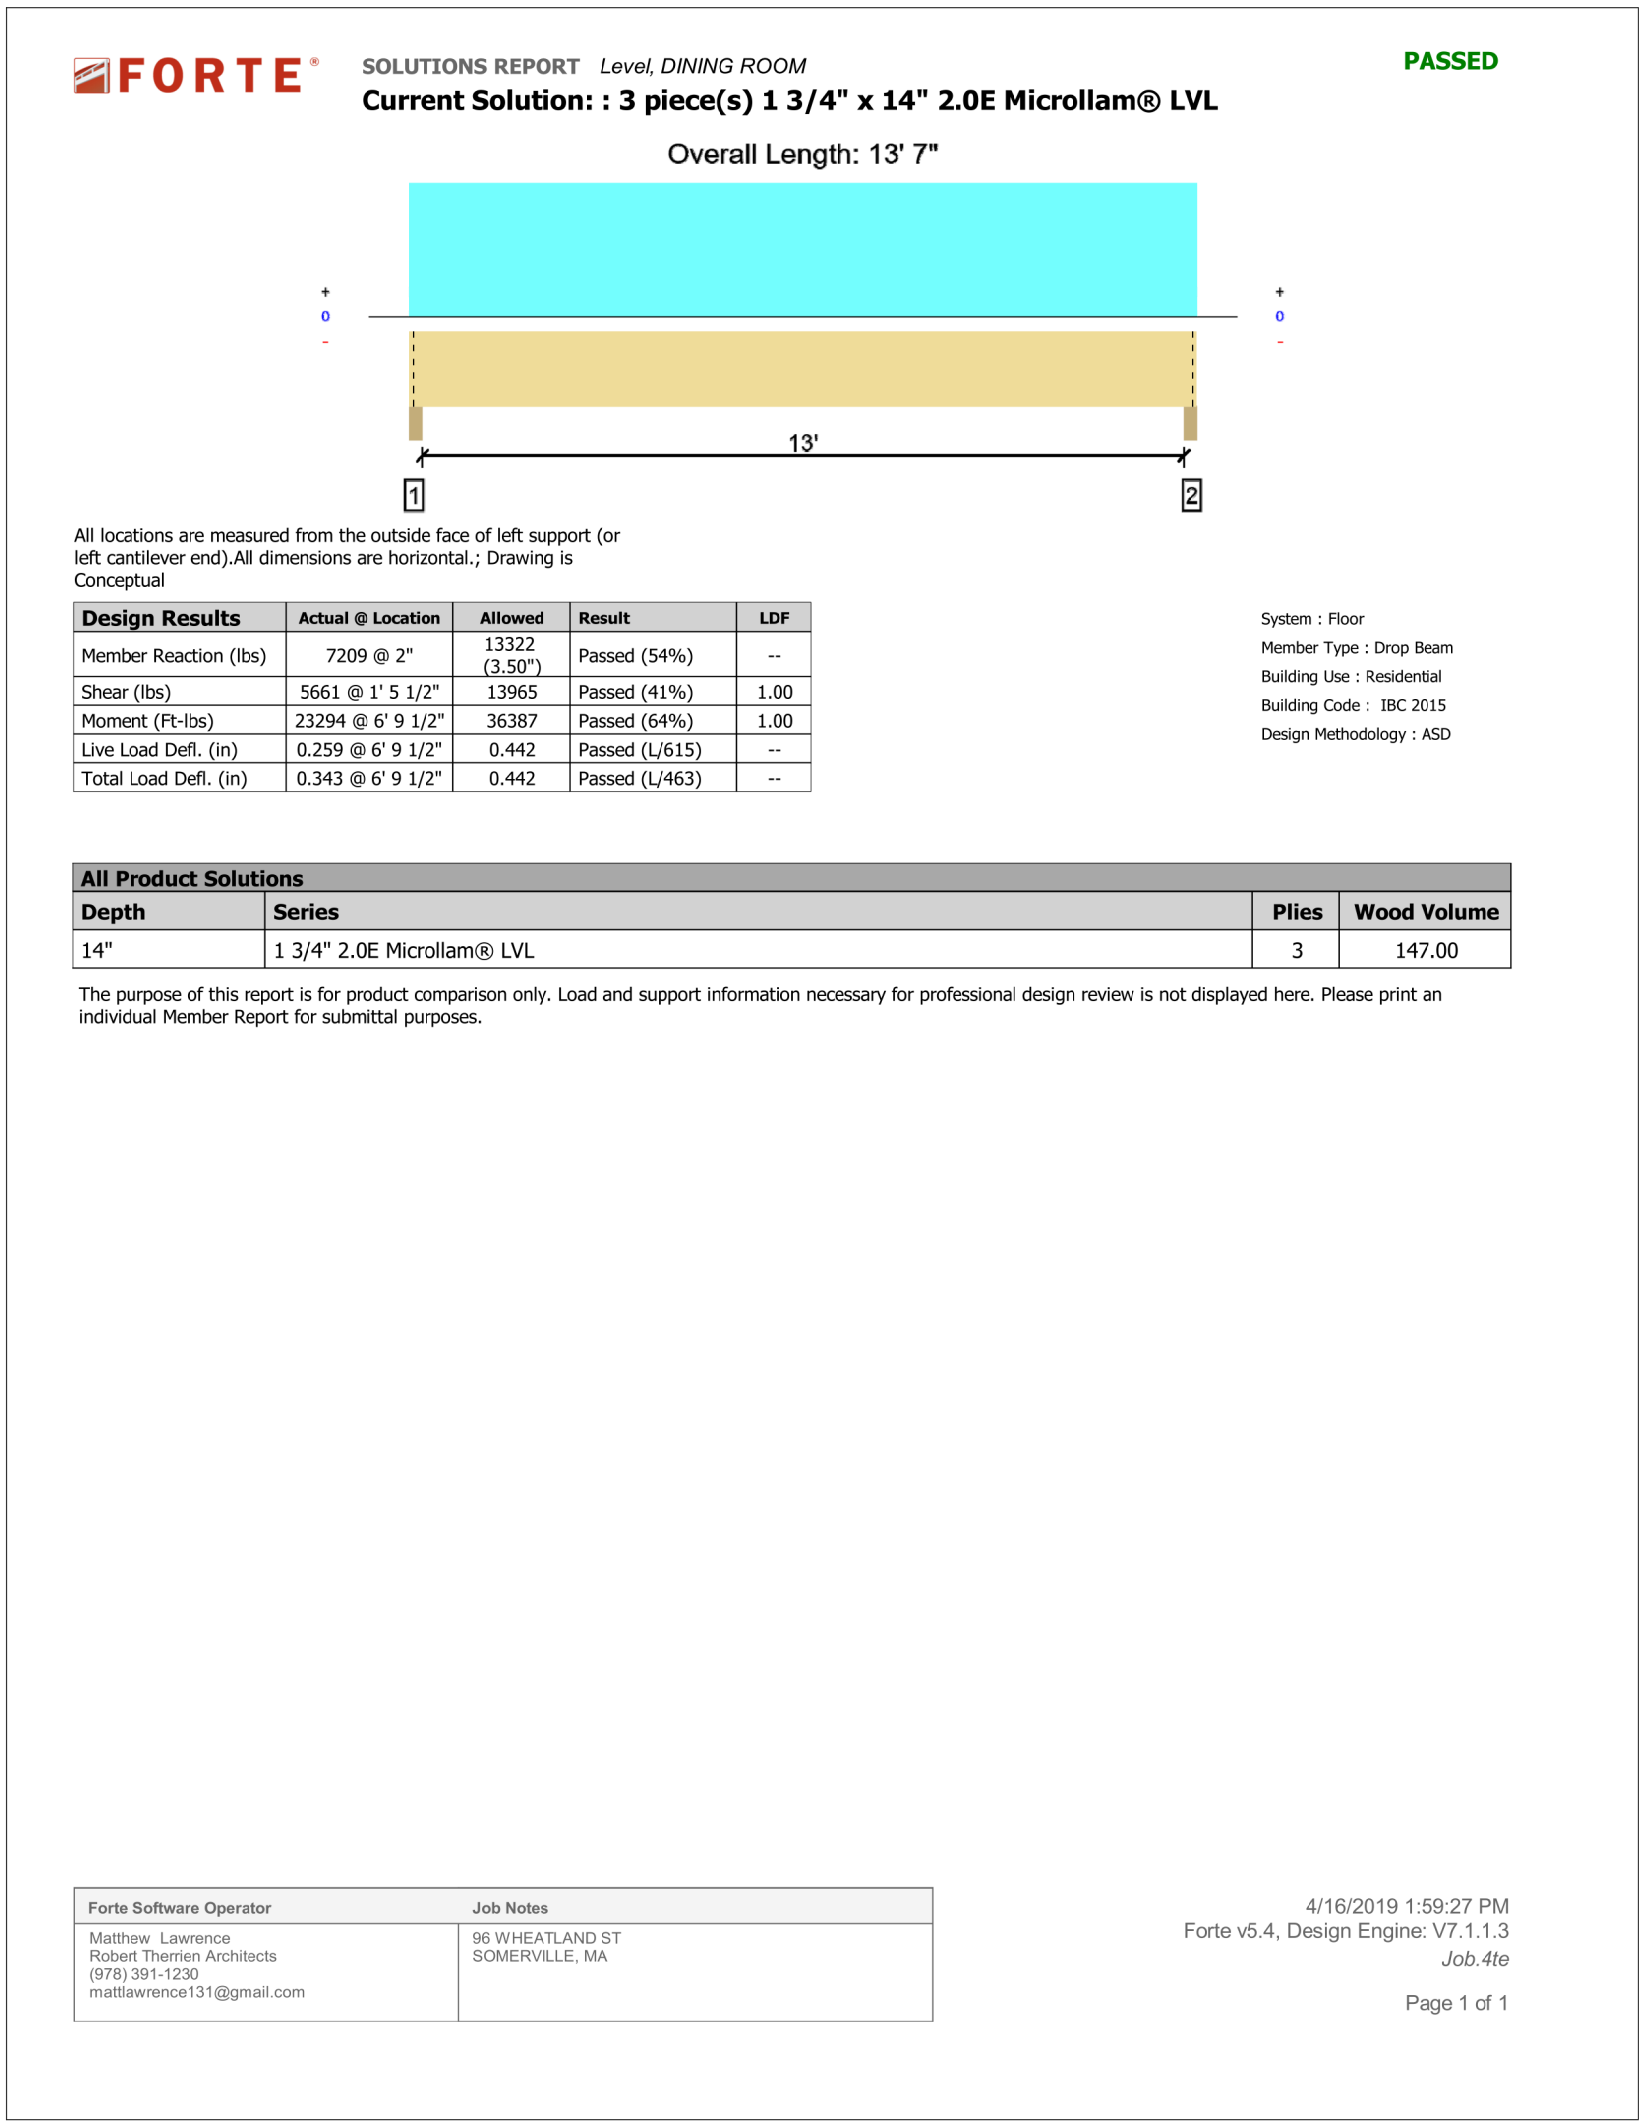 FORTE®
SOLUTIONS REPORT Level, DINING ROOM
PASSED
Current Solution: : 3 piece(s) 1 3/4" x 14" 2.0E Microllam® LVL
Overall Length: 13' 7"
+ +
0 0
- -
13'
1 2
All locations are measured from the outside face of left support (or
left cantilever end).All dimensions are horizontal.; Drawing is
Conceptual
Design Results Actual @ Location Allowed Result LDF
Member Reaction (lbs) 7209 @ 2" 13322 (3.50") Passed (54%) --
Shear (lbs) 5661 @ 1' 5 1/2" 13965 Passed (41%) 1.00
Moment (Ft-lbs) 23294 @ 6' 9 1/2" 36387 Passed (64%) 1.00
Live Load Defl. (in) 0.259 @ 6' 9 1/2" 0.442 Passed (L/615) --
Total Load Defl. (in) 0.343 @ 6' 9 1/2" 0.442 Passed (L/463) --
System : Floor
Member Type : Drop Beam
Building Use : Residential
Building Code : IBC 2015
Design Methodology : ASD
All Product Solutions
Depth Series Plies Wood Volume
14" 1 3/4" 2.0E Microllam® LVL 3 147.00
The purpose of this report is for product comparison only. Load and support information necessary for professional design review is not displayed here. Please print an
individual Member Report for submittal purposes.
Forte Software Operator Job Notes
Matthew Lawrence
Robert Therrien Architects
(978) 391-1230
mattlawrence131@gmail.com
96 WHEATLAND ST
SOMERVILLE, MA
4/16/2019 1:59:27 PM
Forte v5.4, Design Engine: V7.1.1.3
Job.4te
Page 1 of 1